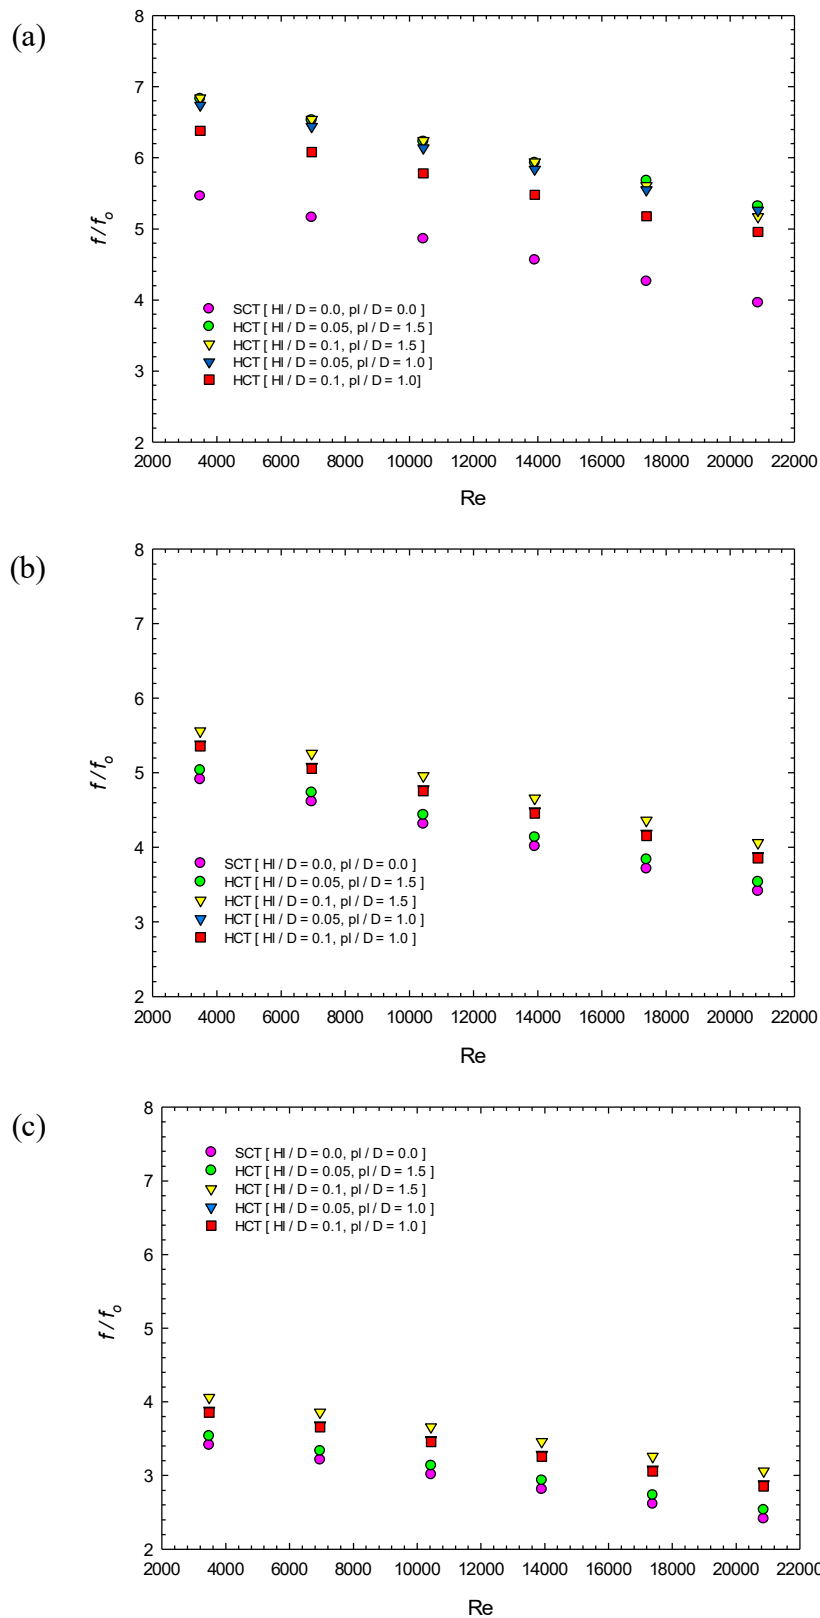 (a)
8
7
6
5
4
3
2
f/fo
SCT [ Hl / D = 0.0, pl / D = 0.0 ]
HCT [ Hl / D = 0.05, pl / D = 1.5 ]
HCT [ Hl / D = 0.1, pl / D = 1.5 ]
HCT [ Hl / D = 0.05, pl / D = 1.0 ]
HCT [ Hl / D = 0.1, pl / D = 1.0]
2000 4000 6000 8000 10000 12000 14000 16000 18000 20000 22000
Re
(b)
8
7
6
5
4
3
2
f/fo
SCT [ Hl / D = 0.0, pl / D = 0.0 ]
HCT [ Hl / D = 0.05, pl / D = 1.5 ]
HCT [ Hl / D = 0.1, pl / D = 1.5 ]
HCT [ Hl / D = 0.05, pl / D = 1.0 ]
HCT [ Hl / D = 0.1, pl / D = 1.0 ]
2000 4000 6000 8000 10000 12000 14000 16000 18000 20000 22000
Re
(c)
8
7
6
5
4
3
2
f/fo
SCT [ Hl / D = 0.0, pl / D = 0.0 ]
HCT [ Hl / D = 0.05, pl / D = 1.5 ]
HCT [ Hl / D = 0.1, pl / D = 1.5 ]
HCT [ Hl / D = 0.05, pl / D = 1.0 ]
HCT [ Hl / D = 0.1, pl / D = 1.0 ]
2000 4000 6000 8000 10000 12000 14000 16000 18000 20000 22000
Re